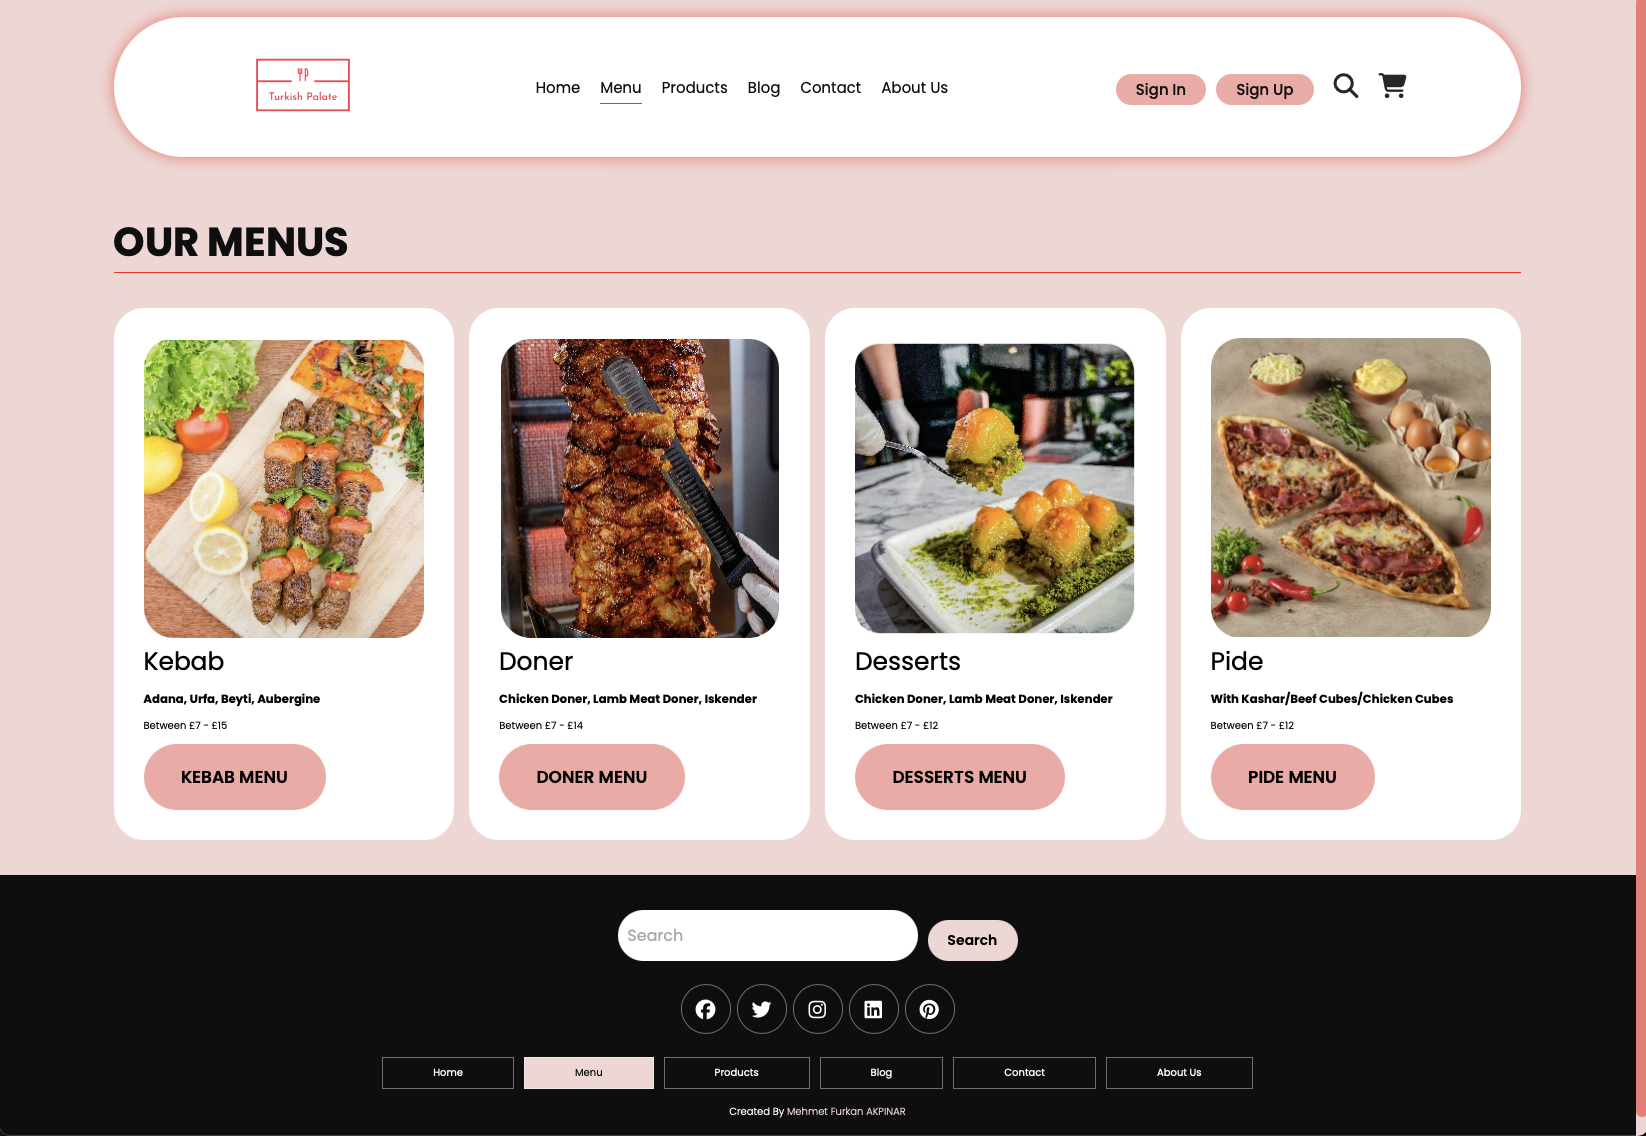 Turkish Palate
Home Menu Products Blog Contact About Us
Sign In Sign Up
OUR MENUS
Kebab
Adana, Urfa, Beyti, Aubergine
Between £7 - £15
KEBAB MENU
Doner
Chicken Doner, Lamb Meat Doner, Iskender
Between £7 - £14
DONER MENU
Desserts
Chicken Doner, Lamb Meat Doner, Iskender
Between £7 - £12
DESSERTS MENU
Pide
With Kashar/Beef Cubes/Chicken Cubes
Between £7 - £12
PIDE MENU
Search Search
Home Menu Products Blog Contact About Us
Created By Mehmet Furkan AKPINAR